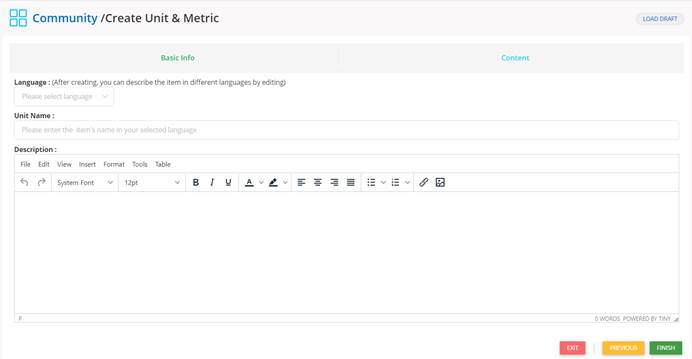 Community /Create Unit & Metric
LOAD DRAFT
Basic Info
Content
Language : (After creating, you can describe the item in different languages by editing)
Please select language
Unit Name :
Please enter the item's name in your selected language
Description :
File Edit View Insert Format Tools Table
System Font 12pt B I U A
P
0 WORDS POWERED BY TINY
EXIT PREVIOUS FINISH